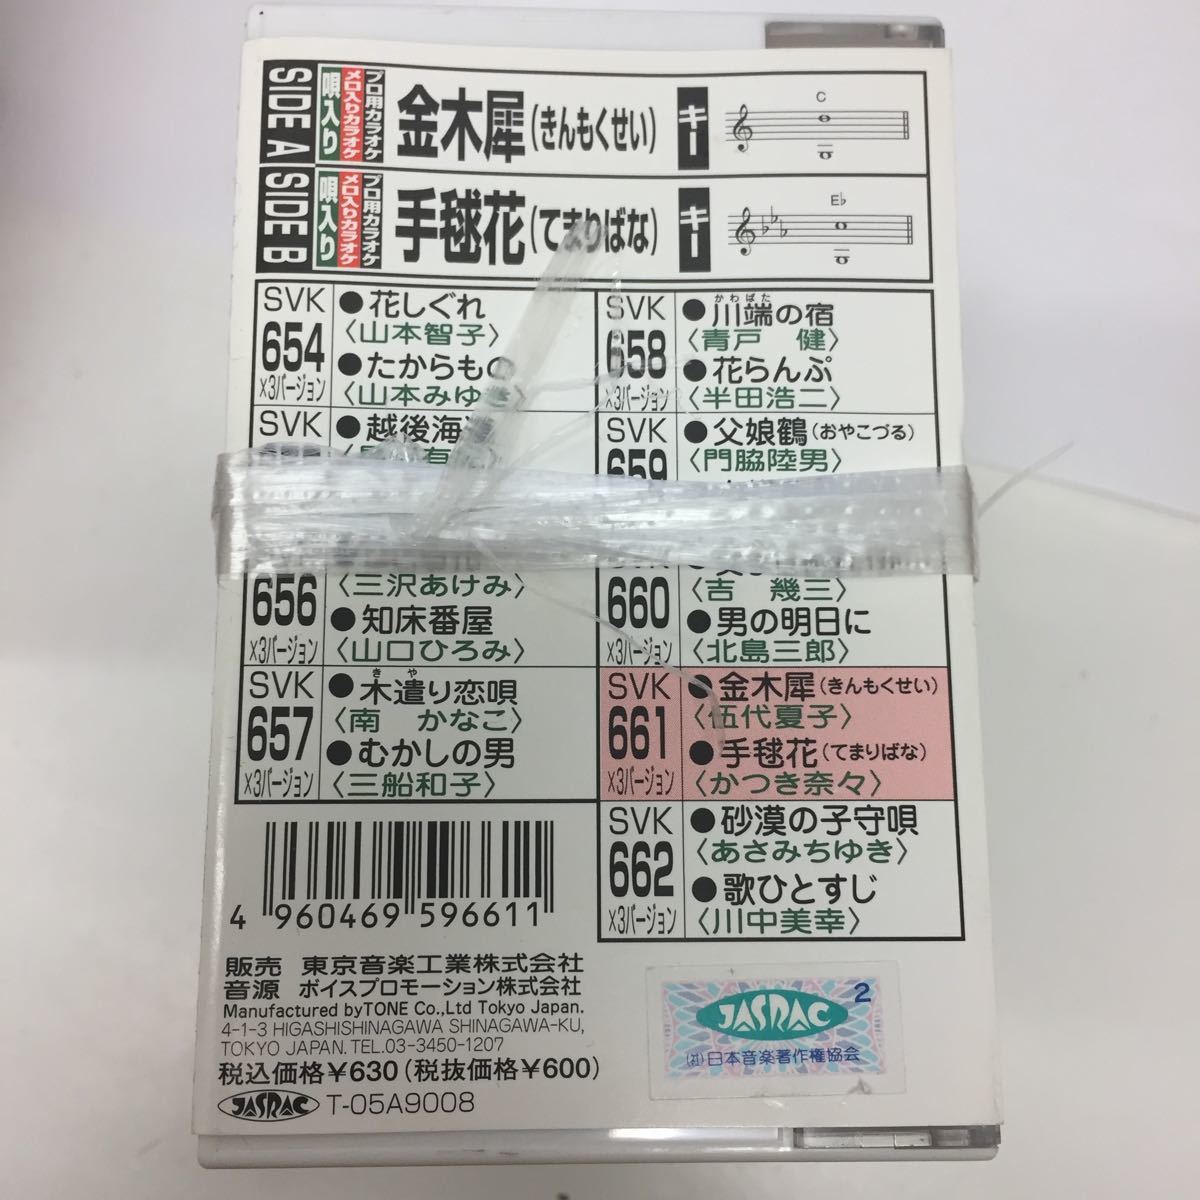 SIDE A
唄入り
メロ入りカラオケ
プロ用カラオケ
金木犀(きんもくせい)
キー
C
SIDE B
唄入り
メロ入りカラオケ
プロ用カラオケ
手毬花(てまりばな)
キー
E♭
SVK
654
×3バージョン
●花しぐれ
〈山本智子〉
●たからもの
〈山本みゆき〉
SVK
●越後海道
〈三沢あけみ〉
656
×3バージョン
●知床番屋
〈山口ひろみ〉
SVK
657
×3バージョン
きや
●木遣り恋唄
〈南 かなこ〉
●むかしの男
〈三船和子〉
SVK
658
×3バージョン
かわばた
●川端の宿
〈青戸 健〉
●花らんぷ
〈半田浩二〉
SVK
659
●父娘鶴(おやこづる)
〈門脇陸男〉
660
×3バージョン
〈吉 幾三〉
●男の明日に
〈北島三郎〉
SVK
661
×3バージョン
●金木犀(きんもくせい)
〈伍代夏子〉
●手毬花(てまりばな)
〈かつき奈々〉
SVK
662
×3バージョン
●砂漠の子守唄
〈あさみちゆき〉
●歌ひとすじ
〈川中美幸〉
4 960469 596611
販売 東京音楽工業株式会社
音源 ボイスプロモーション株式会社
Manufactured byTONE Co.,Ltd Tokyo Japan.
4-1-3 HIGASHISHINAGAWA SHINAGAWA-KU,
TOKYO JAPAN.TEL.03-3450-1207
税込価格¥630(税抜価格¥600)
JASRAC T-05A9008
JASRAC 2
(社)日本音楽著作権協会